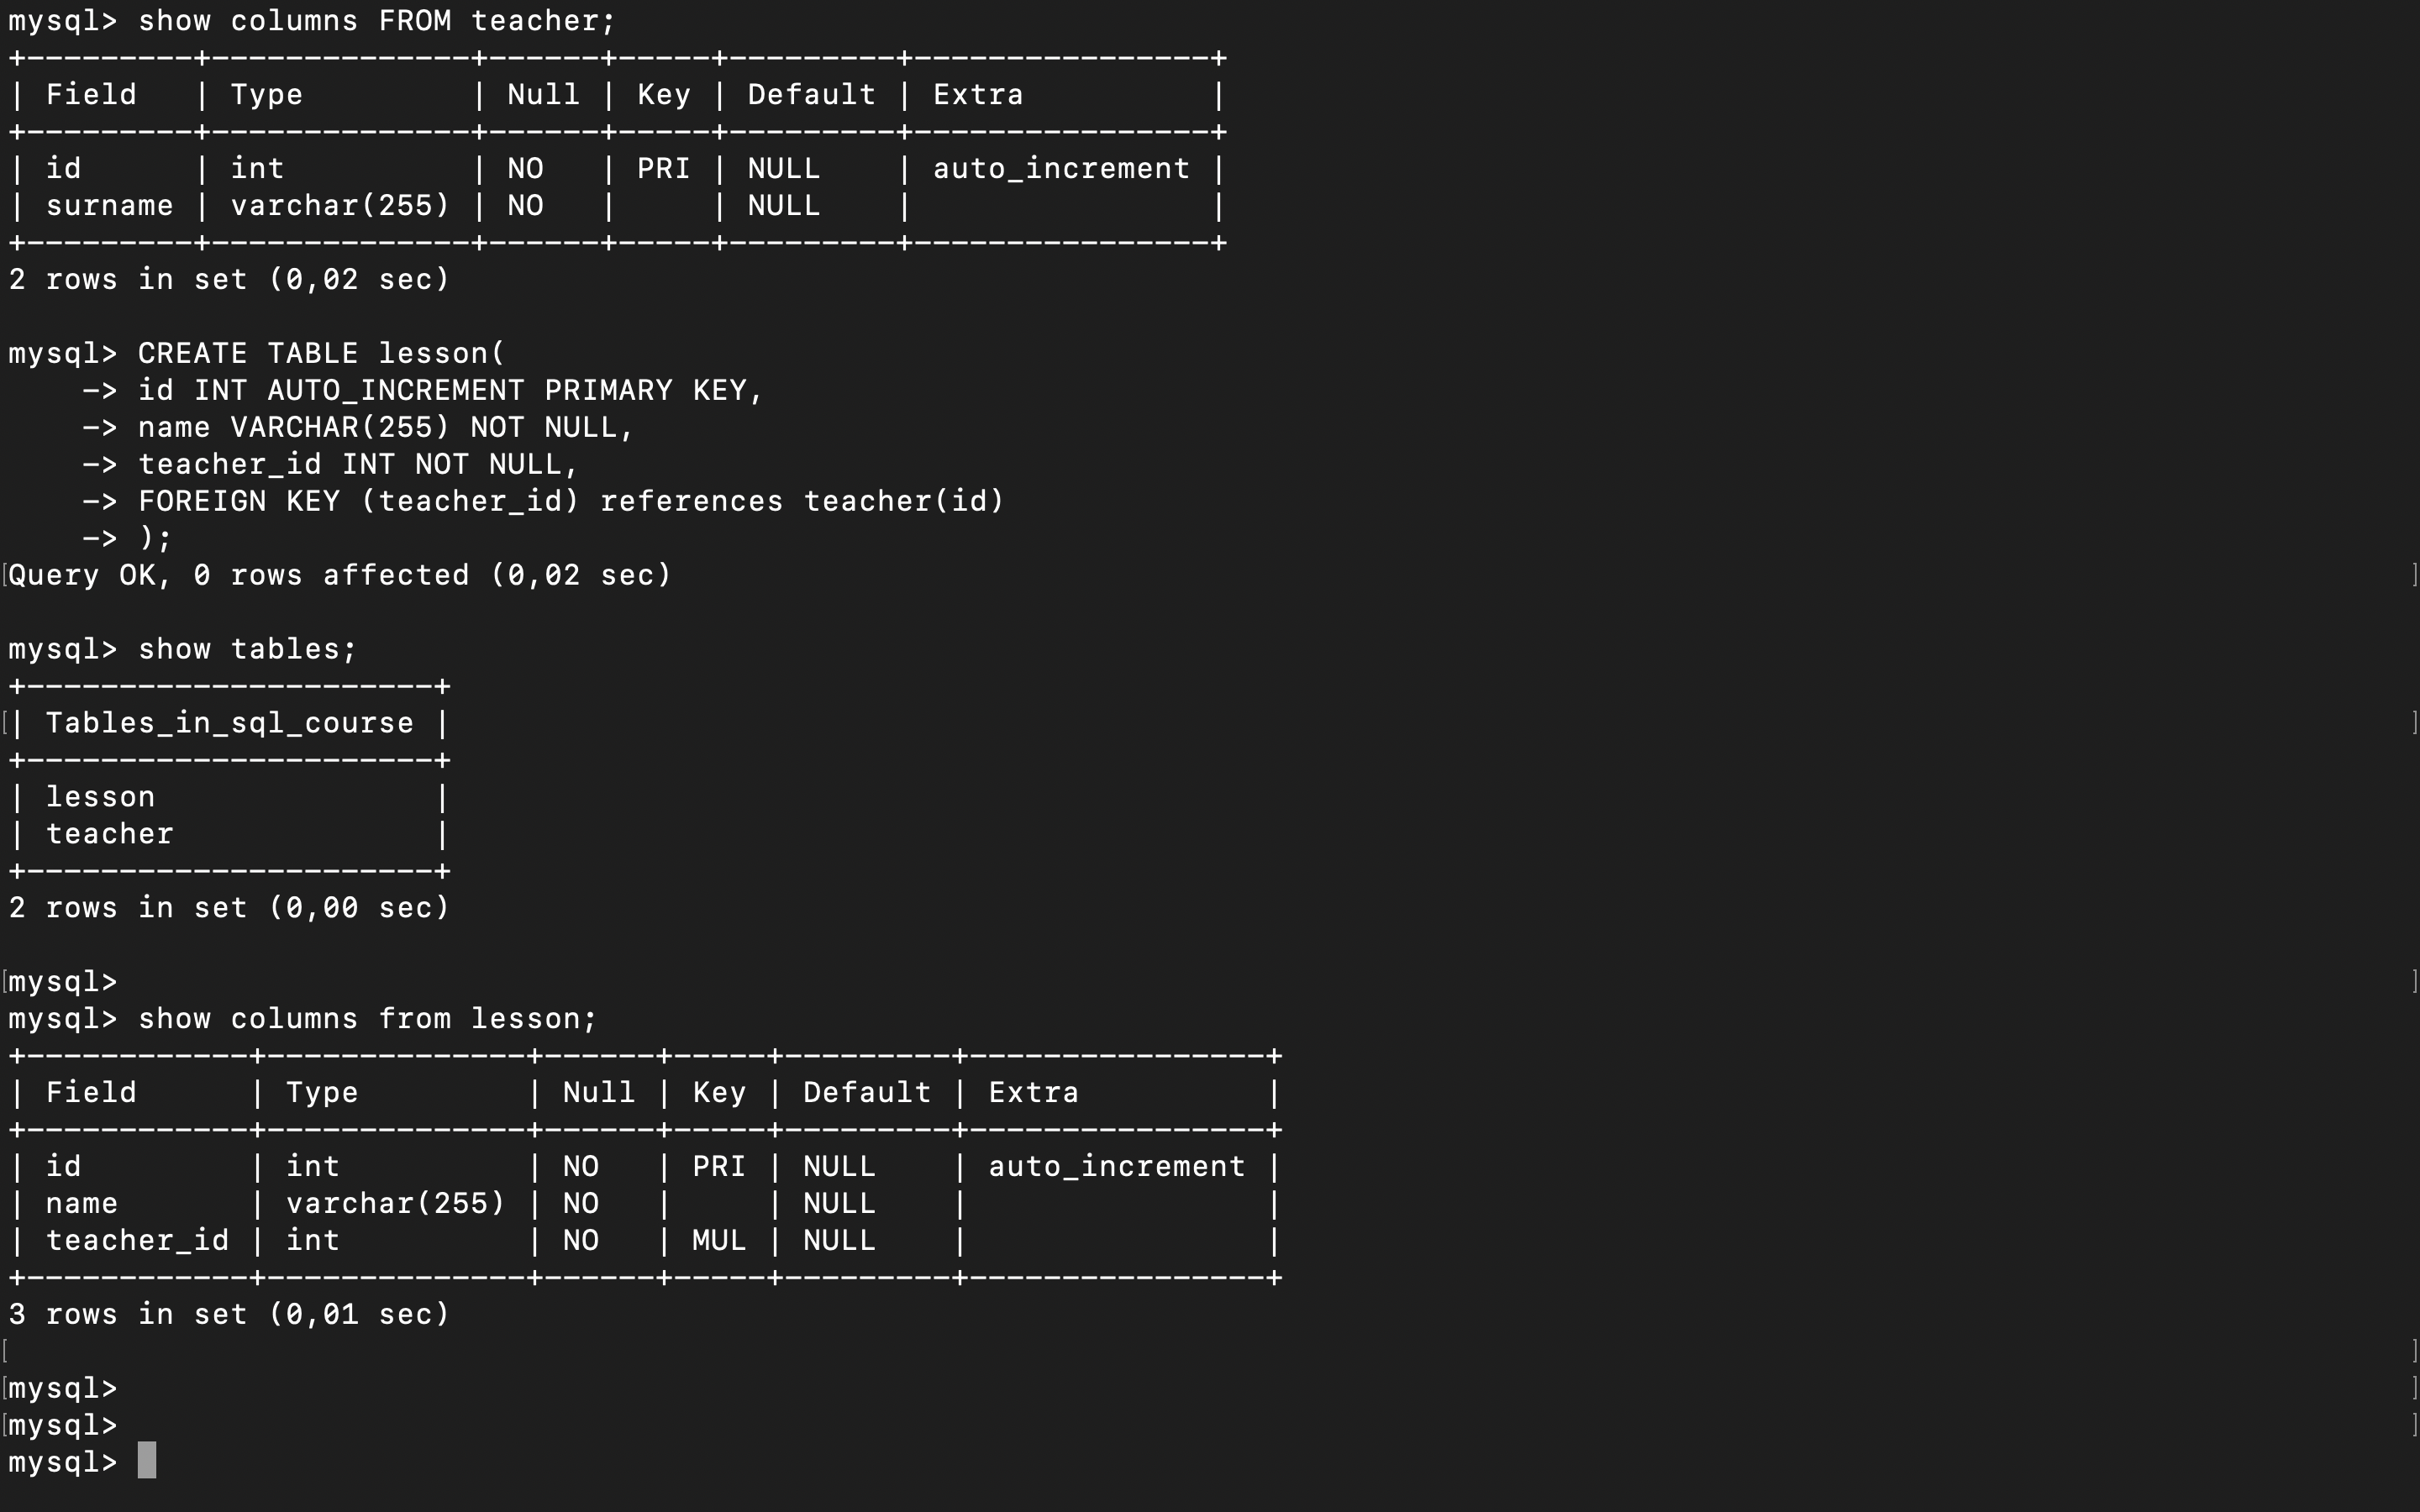 mysql> show columns FROM teacher;
+---------+--------------+------+-----+---------+----------------+
| Field   | Type         | Null | Key | Default | Extra          |
+---------+--------------+------+-----+---------+----------------+
| id      | int          | NO   | PRI | NULL    | auto_increment |
| surname | varchar(255) | NO   |     | NULL    |                |
+---------+--------------+------+-----+---------+----------------+
2 rows in set (0,02 sec)

mysql> CREATE TABLE lesson(
    -> id INT AUTO_INCREMENT PRIMARY KEY,
    -> name VARCHAR(255) NOT NULL,
    -> teacher_id INT NOT NULL,
    -> FOREIGN KEY (teacher_id) references teacher(id)
    -> );
Query OK, 0 rows affected (0,02 sec)

mysql> show tables;
+----------------------+
| Tables_in_sql_course |
+----------------------+
| lesson               |
| teacher              |
+----------------------+
2 rows in set (0,00 sec)

mysql>
mysql> show columns from lesson;
+------------+--------------+------+-----+---------+----------------+
| Field      | Type         | Null | Key | Default | Extra          |
+------------+--------------+------+-----+---------+----------------+
| id         | int          | NO   | PRI | NULL    | auto_increment |
| name       | varchar(255) | NO   |     | NULL    |                |
| teacher_id | int          | NO   | MUL | NULL    |                |
+------------+--------------+------+-----+---------+----------------+
3 rows in set (0,01 sec)

mysql>
mysql>
mysql>